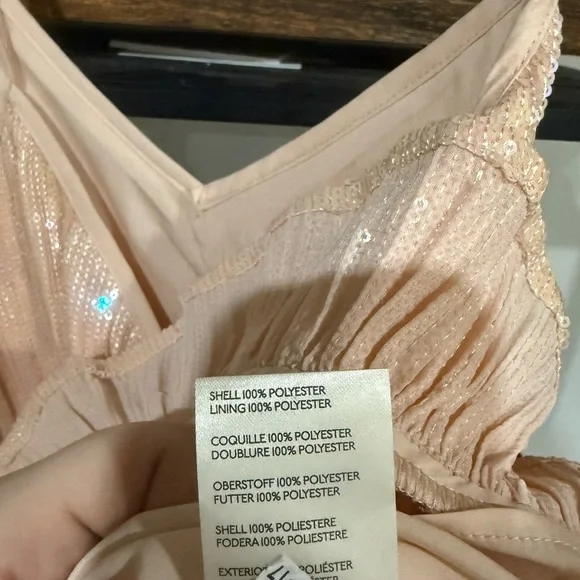 SHELL 100% POLYESTER
LINING 100% POLYESTER
COQUILLE 100% POLYESTER
DOUBLURE 100% POLYESTER
OBERSTOFF 100% POLYESTER
FUTTER 100% POLYESTER
SHELL 100% POLIESTERE
FODERA 100% POLIESTERE